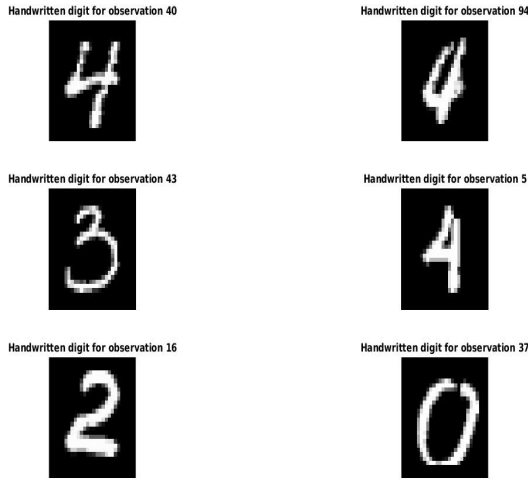 Handwritten digit for observation 40
Handwritten digit for observation 94
4
4
Handwritten digit for observation 43
Handwritten digit for observation 5
3
4
Handwritten digit for observation 16
Handwritten digit for observation 37
2
0